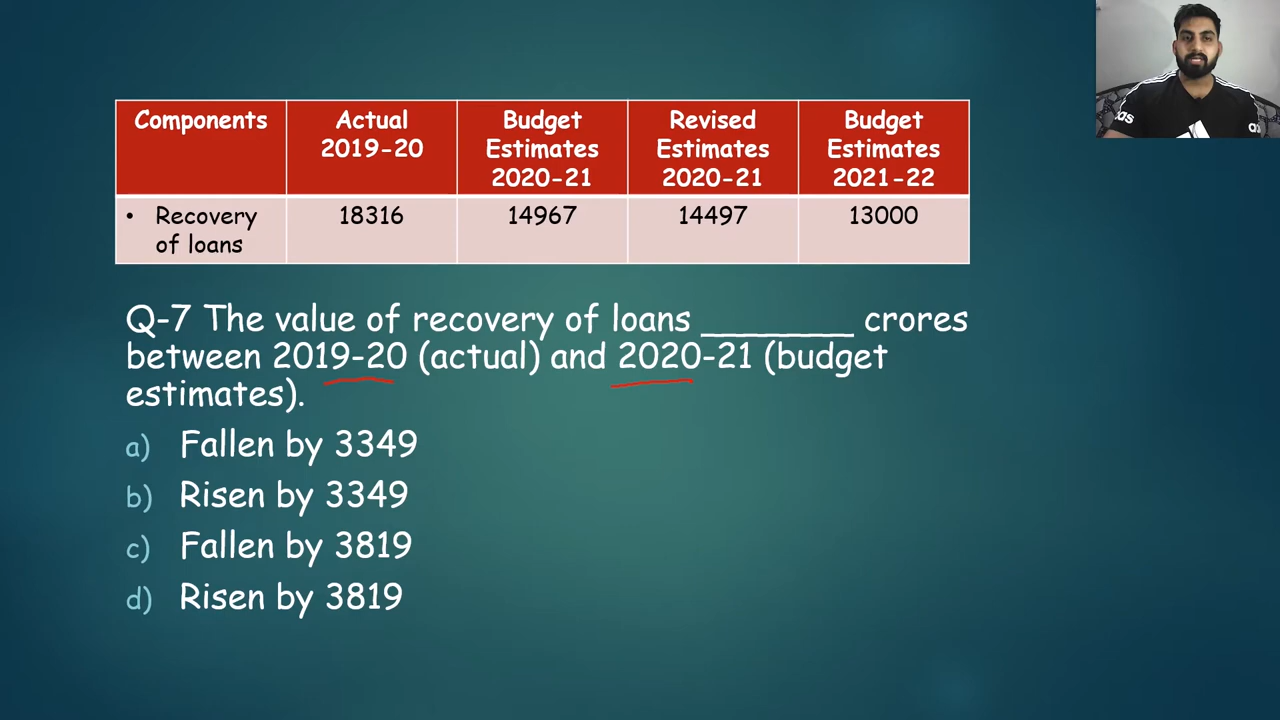 Components
Actual
2019-20
Budget
Estimates
2020-21
Revised
Estimates
2020-21
Budget
Estimates
2021-22
• Recovery
of loans
18316
14967
14497
13000
Q-7 The value of recovery of loans ________ crores
between 2019-20 (actual) and 2020-21 (budget
estimates).
a) Fallen by 3349
b) Risen by 3349
c) Fallen by 3819
d) Risen by 3819
as
as